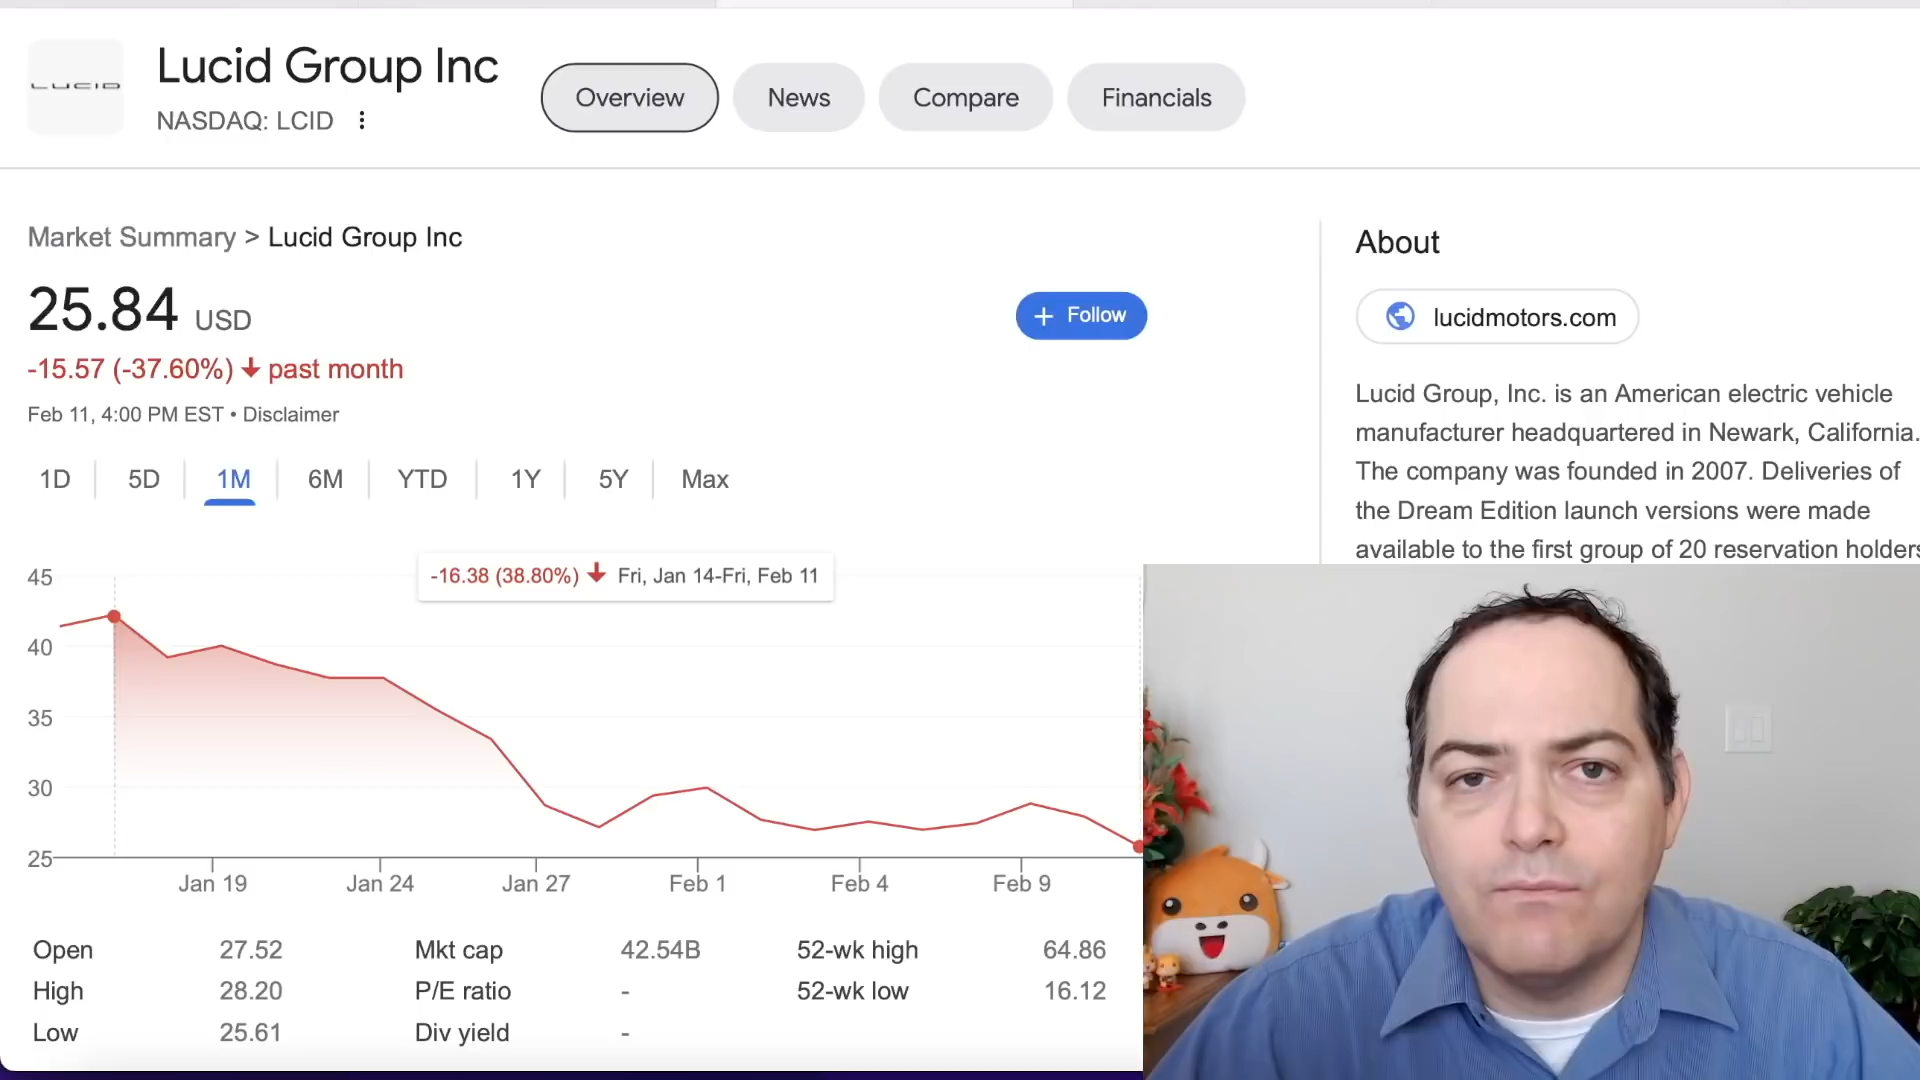 LUCID
Lucid Group Inc
NASDAQ: LCID
Overview
News
Compare
Financials
Market Summary > Lucid Group Inc
25.84 USD
-15.57 (-37.60%) past month
Feb 11, 4:00 PM EST • Disclaimer
+ Follow
1D 5D 1M 6M YTD 1Y 5Y Max
-16.38 (38.80%) Fri, Jan 14-Fri, Feb 11
45
40
35
30
25
Jan 19 Jan 24 Jan 27 Feb 1 Feb 4 Feb 9
Open 27.52 Mkt cap 42.54B 52-wk high 64.86
High 28.20 P/E ratio - 52-wk low 16.12
Low 25.61 Div yield -
About
lucidmotors.com
Lucid Group, Inc. is an American electric vehicle
manufacturer headquartered in Newark, California.
The company was founded in 2007. Deliveries of
the Dream Edition launch versions were made
available to the first group of 20 reservation holders